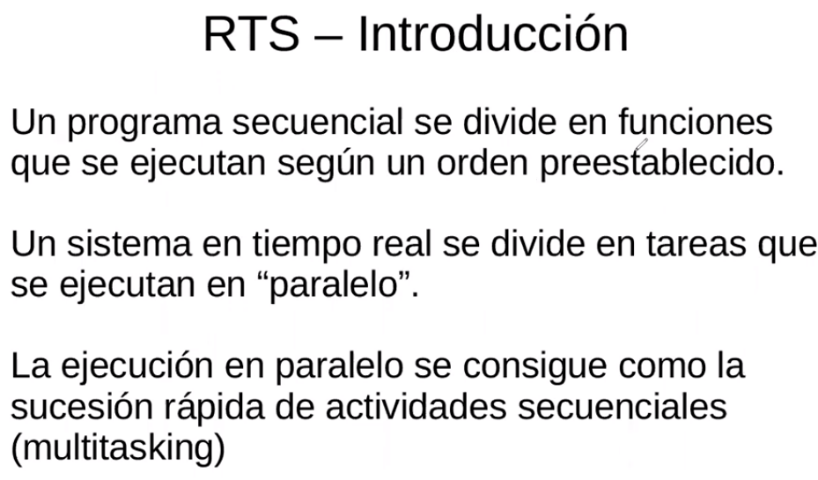 RTS – Introducción
Un programa secuencial se divide en funciones
que se ejecutan según un orden preestablecido.
Un sistema en tiempo real se divide en tareas que
se ejecutan en “paralelo”.
La ejecución en paralelo se consigue como la
sucesión rápida de actividades secuenciales
(multitasking)